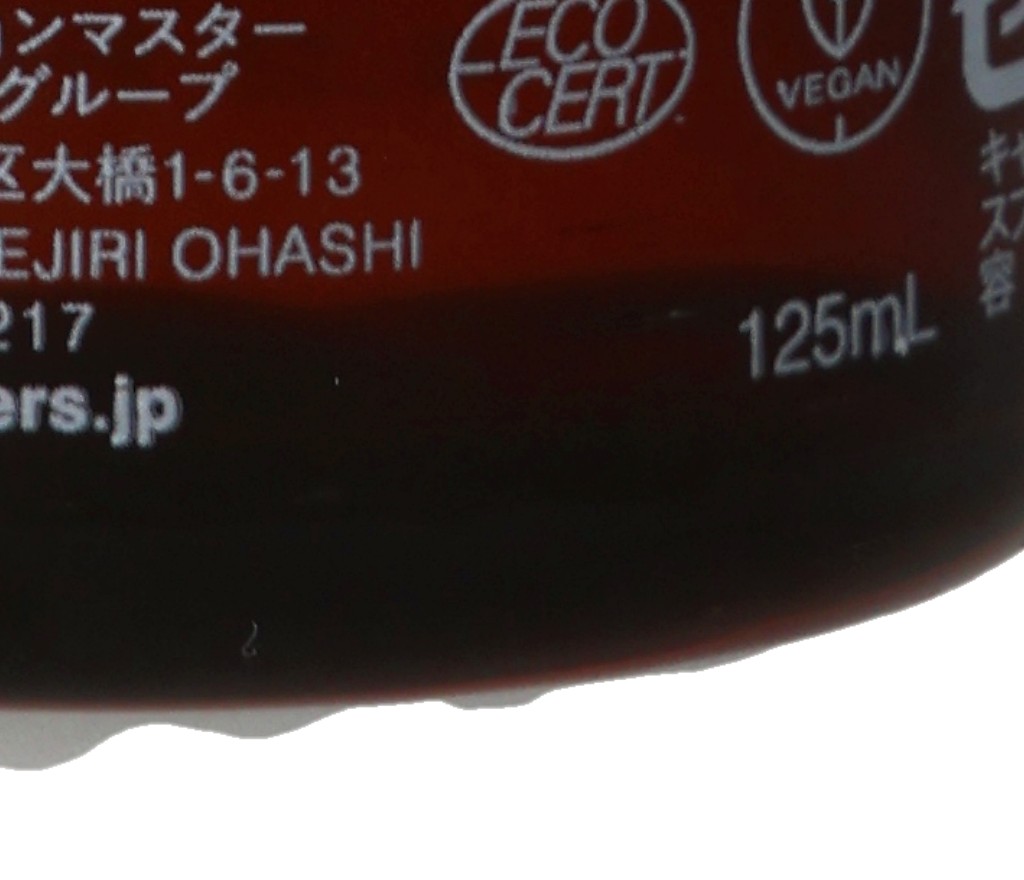 ンマスター
グループ
区大橋1-6-13
EJIRI OHASHI
217
ers.jp
ECO
CERT
VEGAN
125mL
キ
ス
容